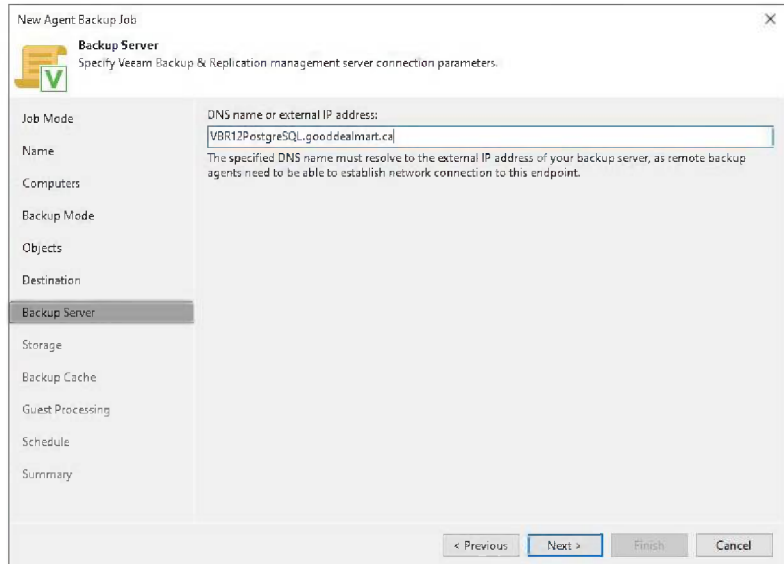 New Agent Backup Job
Backup Server
Specify Veeam Backup & Replication management server connection parameters.
Job Mode
Name
Computers
Backup Mode
Objects
Destination
Backup Server
Storage
Backup Cache
Guest Processing
Schedule
Summary
DNS name or external IP address:
VBR12PostgreSQL.gooddealmart.ca
The specified DNS name must resolve to the external IP address of your backup server, as remote backup
agents need to be able to establish network connection to this endpoint.
< Previous
Next >
Finish
Cancel